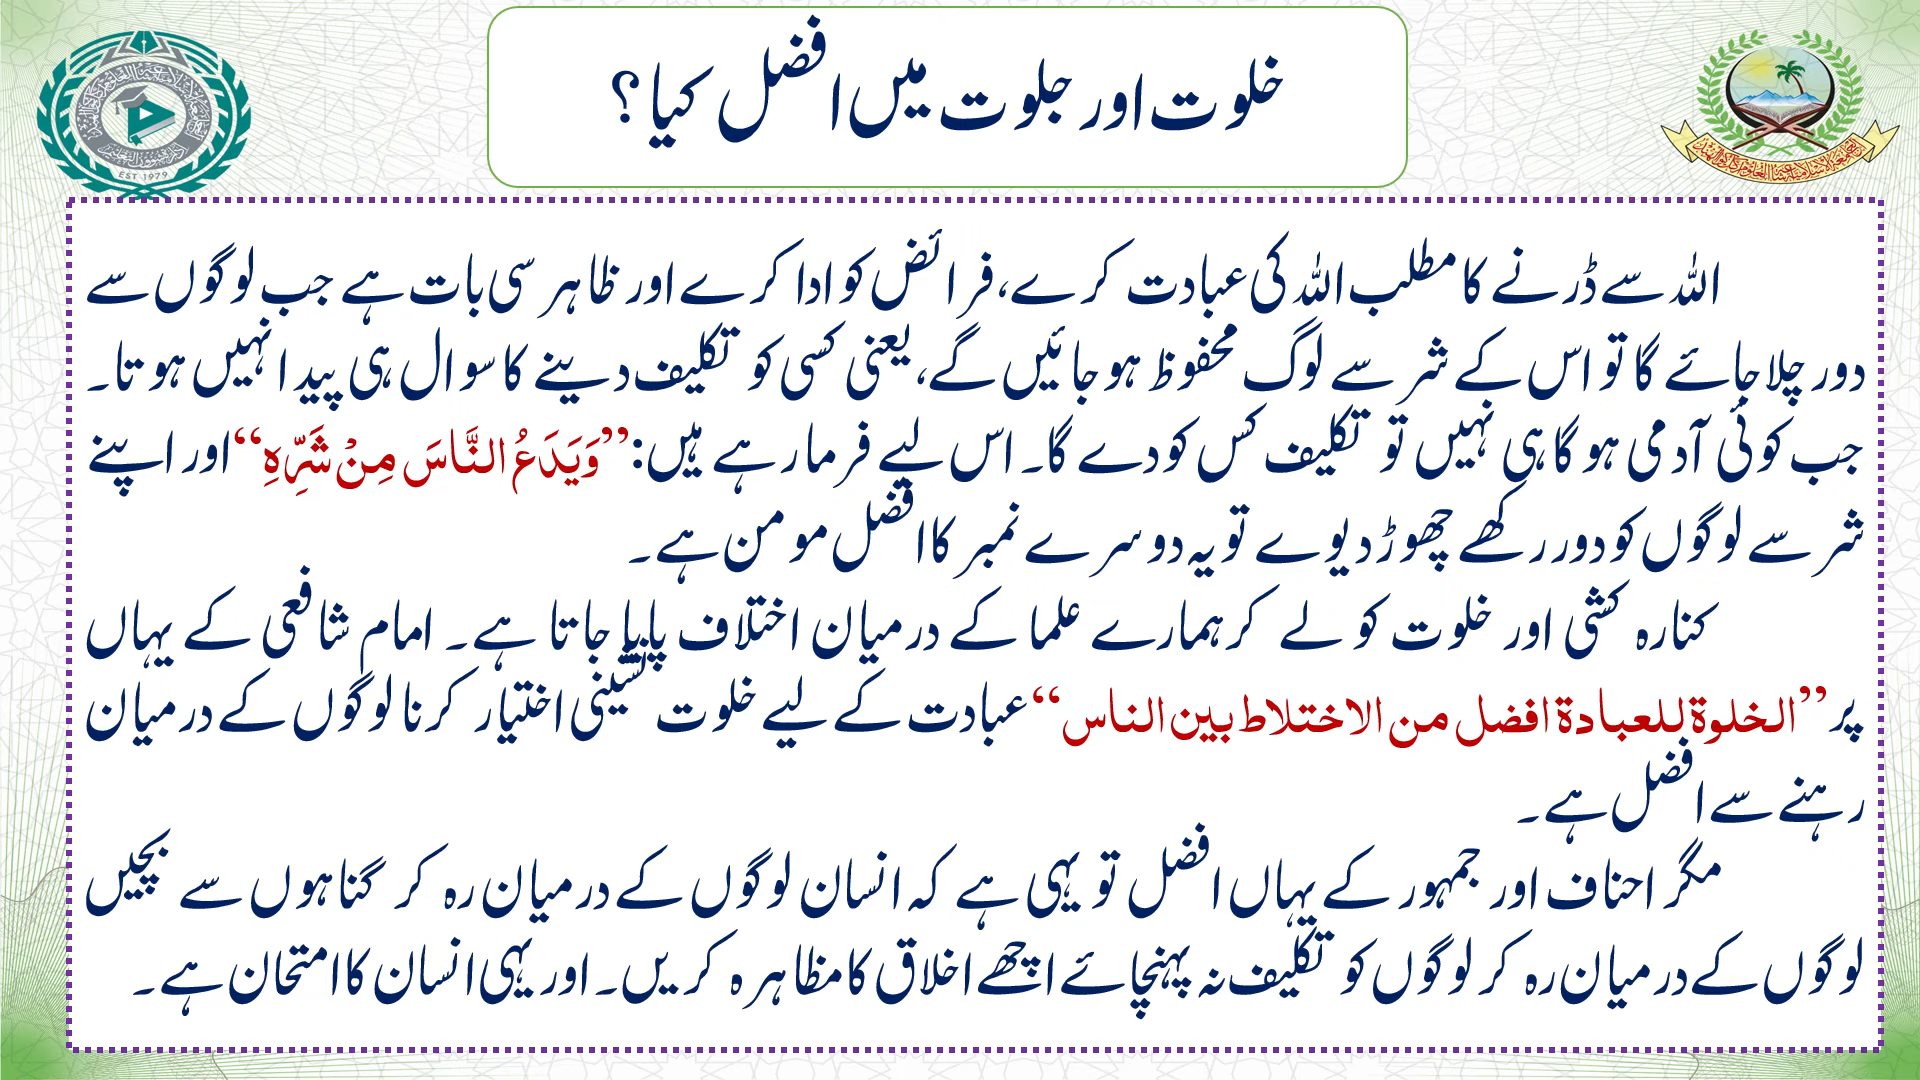 خلوت اور جلوت میں افضل کیا؟
اللہ سے ڈرنے کا مطلب اللہ کی عبادت کرے، فرائض کو ادا کرے اور ظاہر سی بات ہے جب لوگوں سے
دور چلا جائے گا تو اس کے شر سے لوگ محفوظ ہو جائیں گے، یعنی کسی کو تکلیف دینے کا سوال ہی پیدا نہیں ہوتا۔
جب کوئی آدمی ہو گا ہی نہیں تو تکلیف کس کو دے گا۔ اس لیے فرما رہے ہیں: ’’وَيَدَعُ النَّاسَ مِنْ شَرِّهِ‘‘ اور اپنے
شر سے لوگوں کو دور رکھے چھوڑ دیوے تو یہ دوسرے نمبر کا افضل مومن ہے۔
کنارہ کشی اور خلوت کو لے کر ہمارے علما کے درمیان اختلاف پایا جاتا ہے۔ امام شافعی کے یہاں
پر ’’الخلوة للعبادة افضل من الاختلاط بين الناس‘‘ عبادت کے لیے خلوت نشینی اختیار کرنا لوگوں کے درمیان
رہنے سے افضل ہے۔
مگر احناف اور جمہور کے یہاں افضل تو یہی ہے کہ انسان لوگوں کے درمیان رہ کر گناہوں سے بچیں
لوگوں کے درمیان رہ کر لوگوں کو تکلیف نہ پہنچائے اچھے اخلاق کا مظاہرہ کریں۔ اور یہی انسان کا امتحان ہے۔
EST 1979